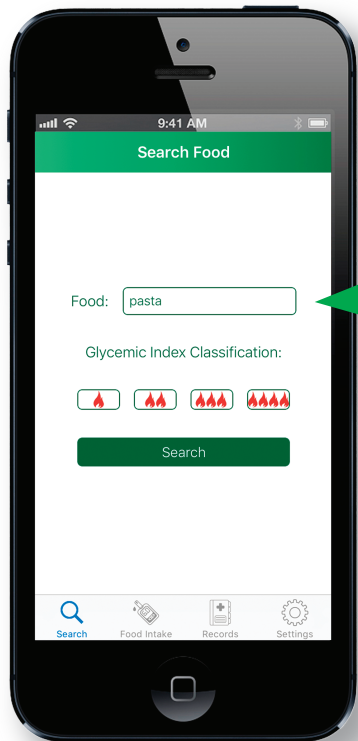 9:41 AM
Search Food
Food: pasta
Glycemic Index Classification:
Search
Search Food Intake Records Settings